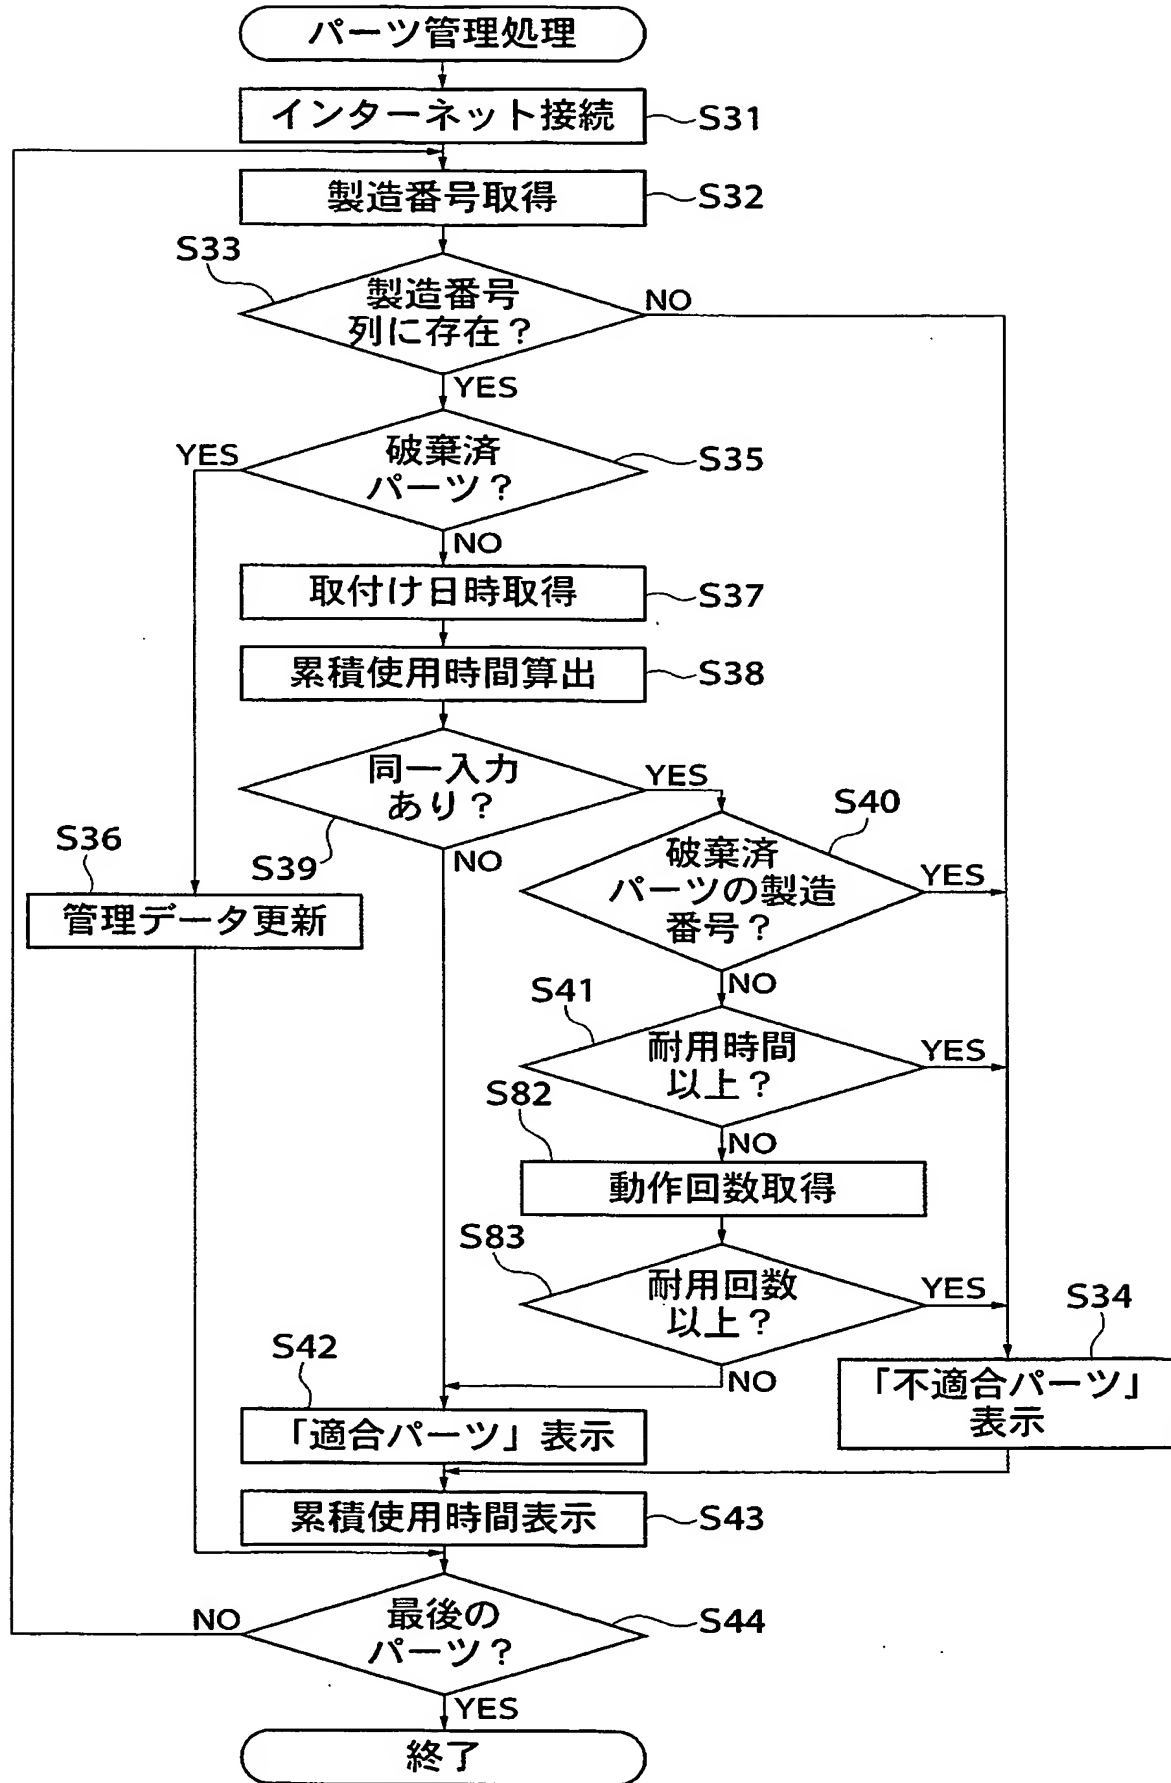 パーツ管理処理
インターネット接続
S31
製造番号取得
S32
S33
製造番号
列に存在？
NO
YES
YES
破棄済
パーツ？
S35
NO
取付け日時取得
S37
累積使用時間算出
S38
同一入力
あり？
YES
S39
NO
S40
破棄済
パーツの製造
番号？
YES
NO
S36
管理データ更新
S41
耐用時間
以上？
YES
NO
S82
動作回数取得
S83
耐用回数
以上？
YES
NO
S34
「不適合パーツ」
表示
S42
「適合パーツ」表示
累積使用時間表示
S43
NO
最後の
パーツ？
S44
YES
終了